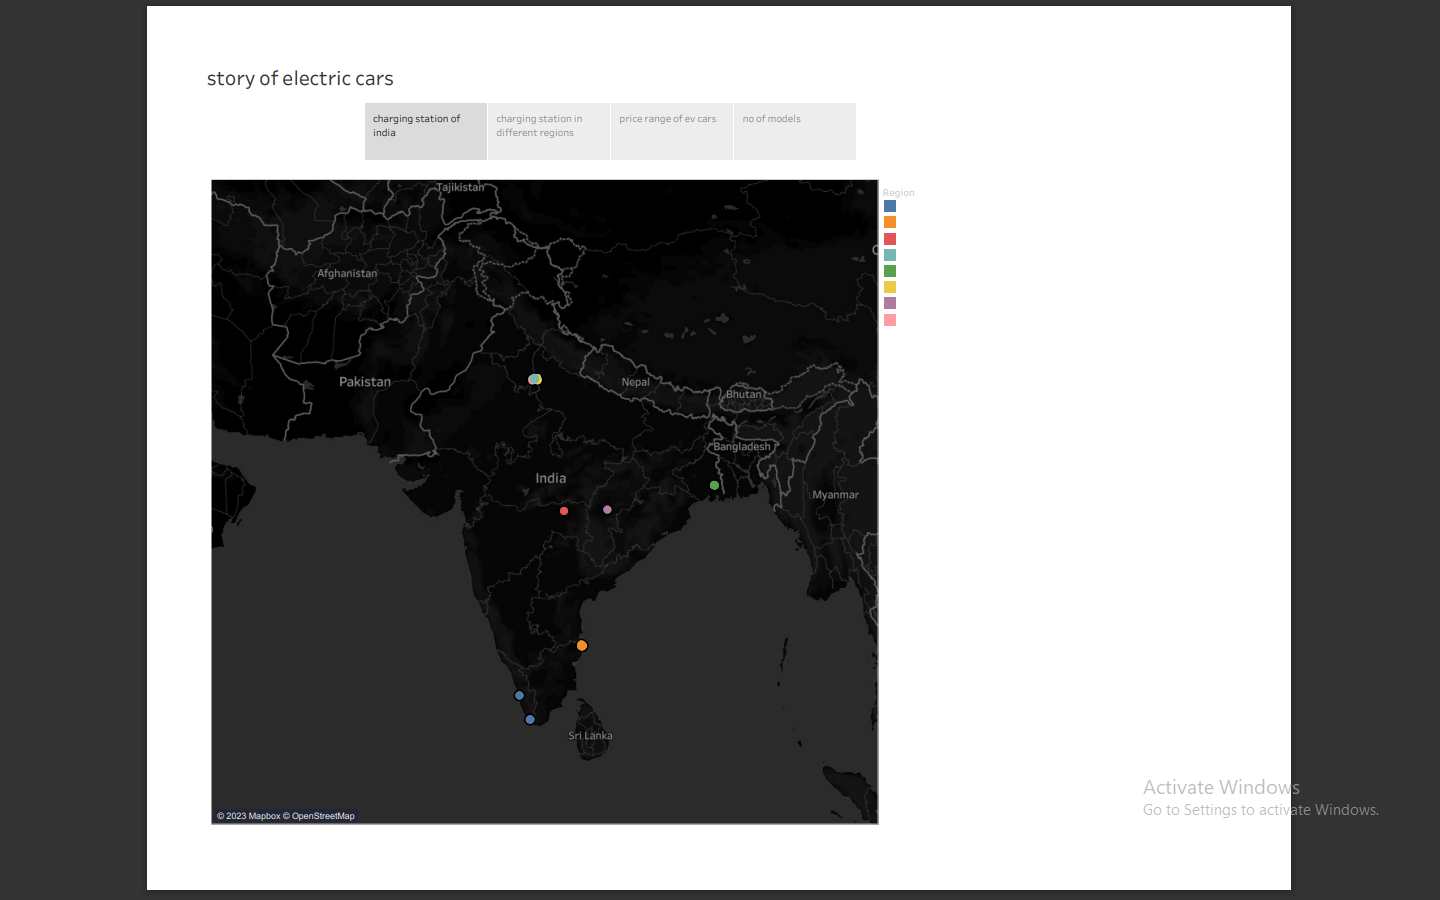 story of electric cars
charging station of
india
charging station in
different regions
price range of ev cars
no of models
Region
Tajikistan
Afghanistan
Pakistan
Nepal
Bhutan
Bangladesh
India
Myanmar
Sri Lanka
© 2023 Mapbox © OpenStreetMap
Activate Windows
Go to Settings to activate Windows.